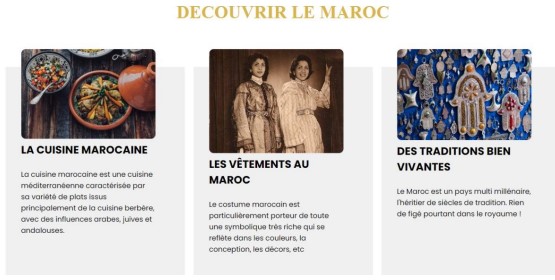 DECOUVRIR LE MAROC
LA CUISINE MAROCAINE
La cuisine marocaine est une cuisine
méditerranéenne caractérisée par
sa variété de plats issus
principalement de la cuisine berbère,
avec des influences arabes, juives et
andalouses.
LES VÊTEMENTS AU
MAROC
Le costume marocain est
particulièrement porteur de toute
une symbolique très riche qui se
reflète dans les couleurs, la
conception, les décors, etc
DES TRADITIONS BIEN
VIVANTES
Le Maroc est un pays multi millénaire,
l'héritier de siècles de tradition. Rien
de figé pourtant dans le royaume !